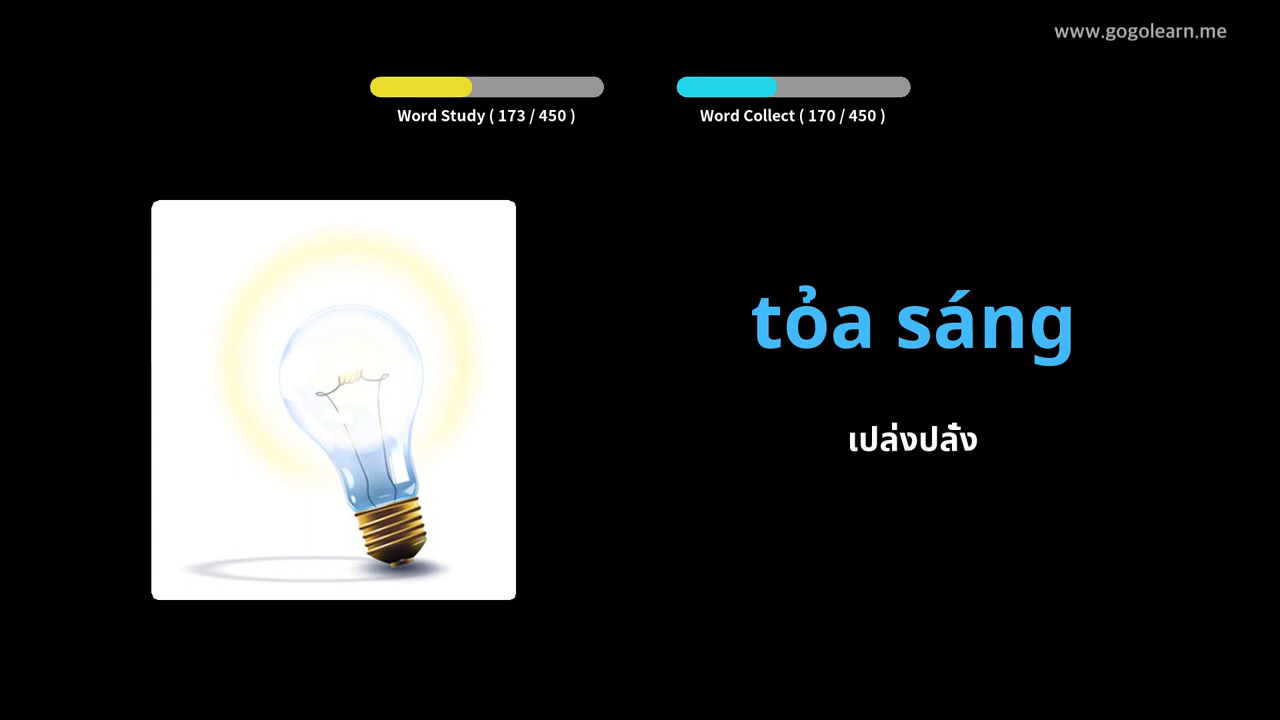 www.gogolearn.me
Word Study ( 173 / 450 )
Word Collect ( 170 / 450 )
tỏa sáng
เปล่งปลั่ง